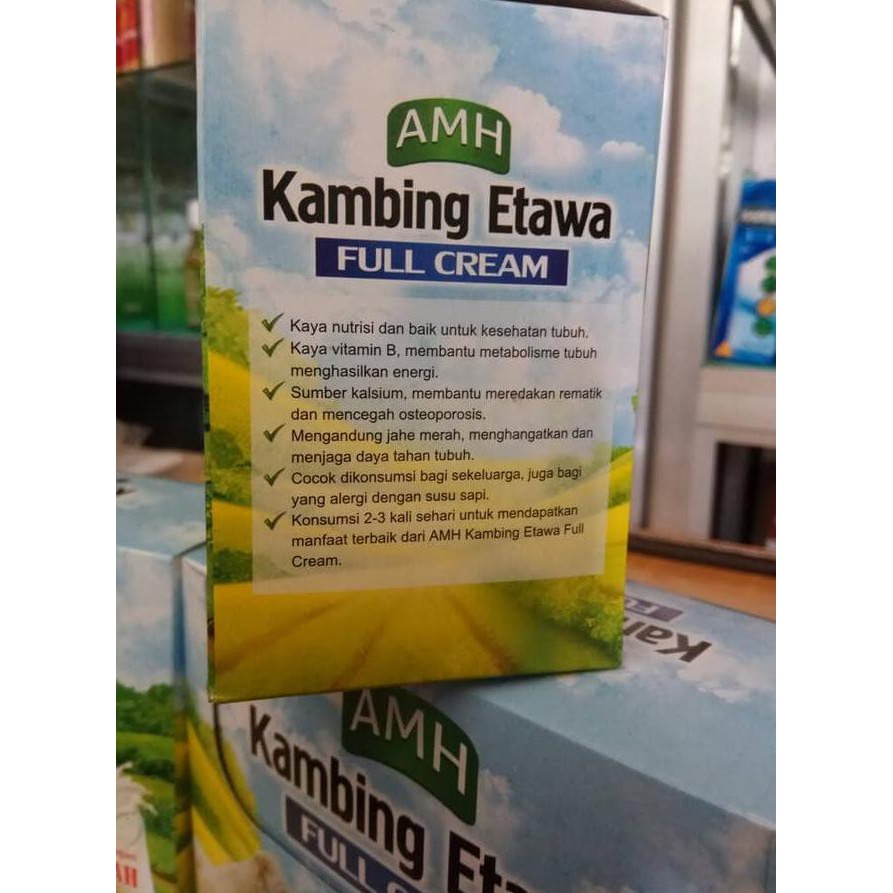 AMH
Kambing Etawa
FULL CREAM
Kaya nutrisi dan baik untuk kesehatan tubuh.
Kaya vitamin B, membantu metabolisme tubuh
menghasilkan energi.
Sumber kalsium, membantu meredakan rematik
dan mencegah osteoporosis.
Mengandung jahe merah, menghangatkan dan
menjaga daya tahan tubuh.
Cocok dikonsumsi bagi sekeluarga, juga bagi
yang alergi dengan susu sapi.
Konsumsi 2-3 kali sehari untuk mendapatkan
manfaat terbaik dari AMH Kambing Etawa Full
Cream.
AMH
Kambing Etawa
FULL